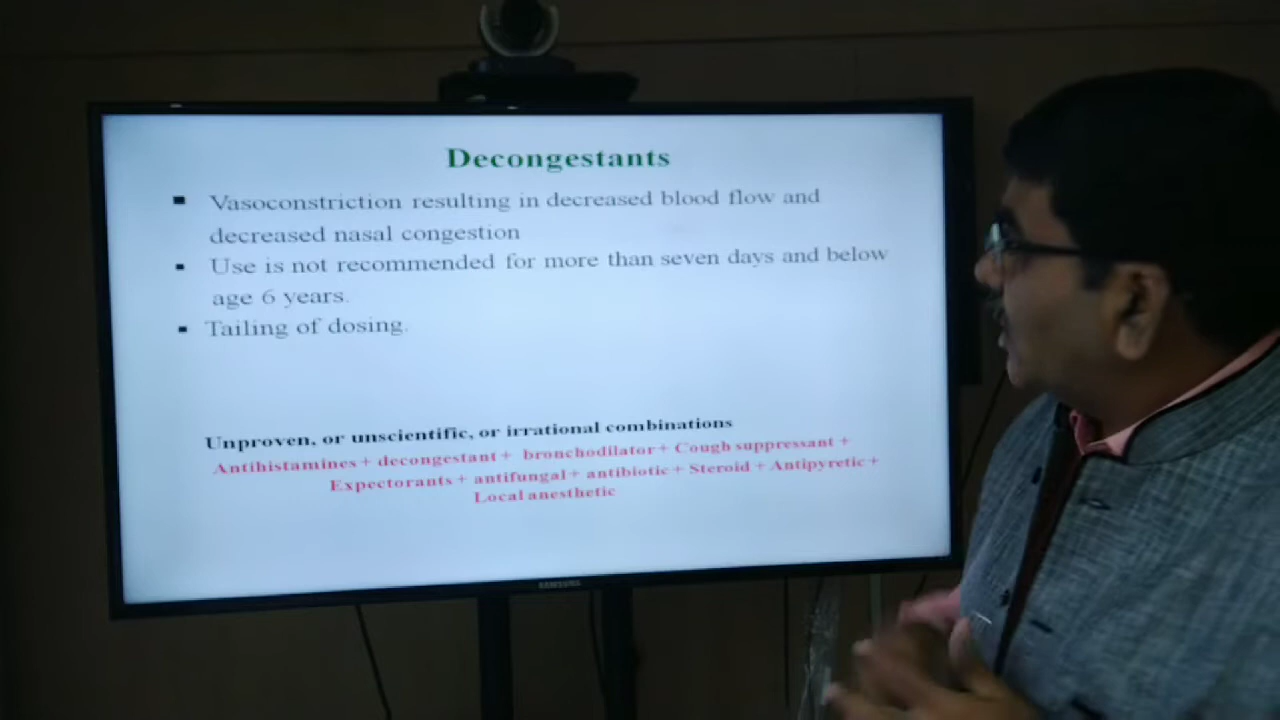 Decongestants
▪ Vasoconstriction resulting in decreased blood flow and
decreased nasal congestion
▪ Use is not recommended for more than seven days and below
age 6 years.
▪ Tailing of dosing.
Unproven, or unscientific, or irrational combinations
Antihistamines + decongestant + bronchodilator + Cough suppressant +
Expectorants + antifungal + antibiotic + Steroid + Antipyretic +
Local anesthetic
SAMSUNG